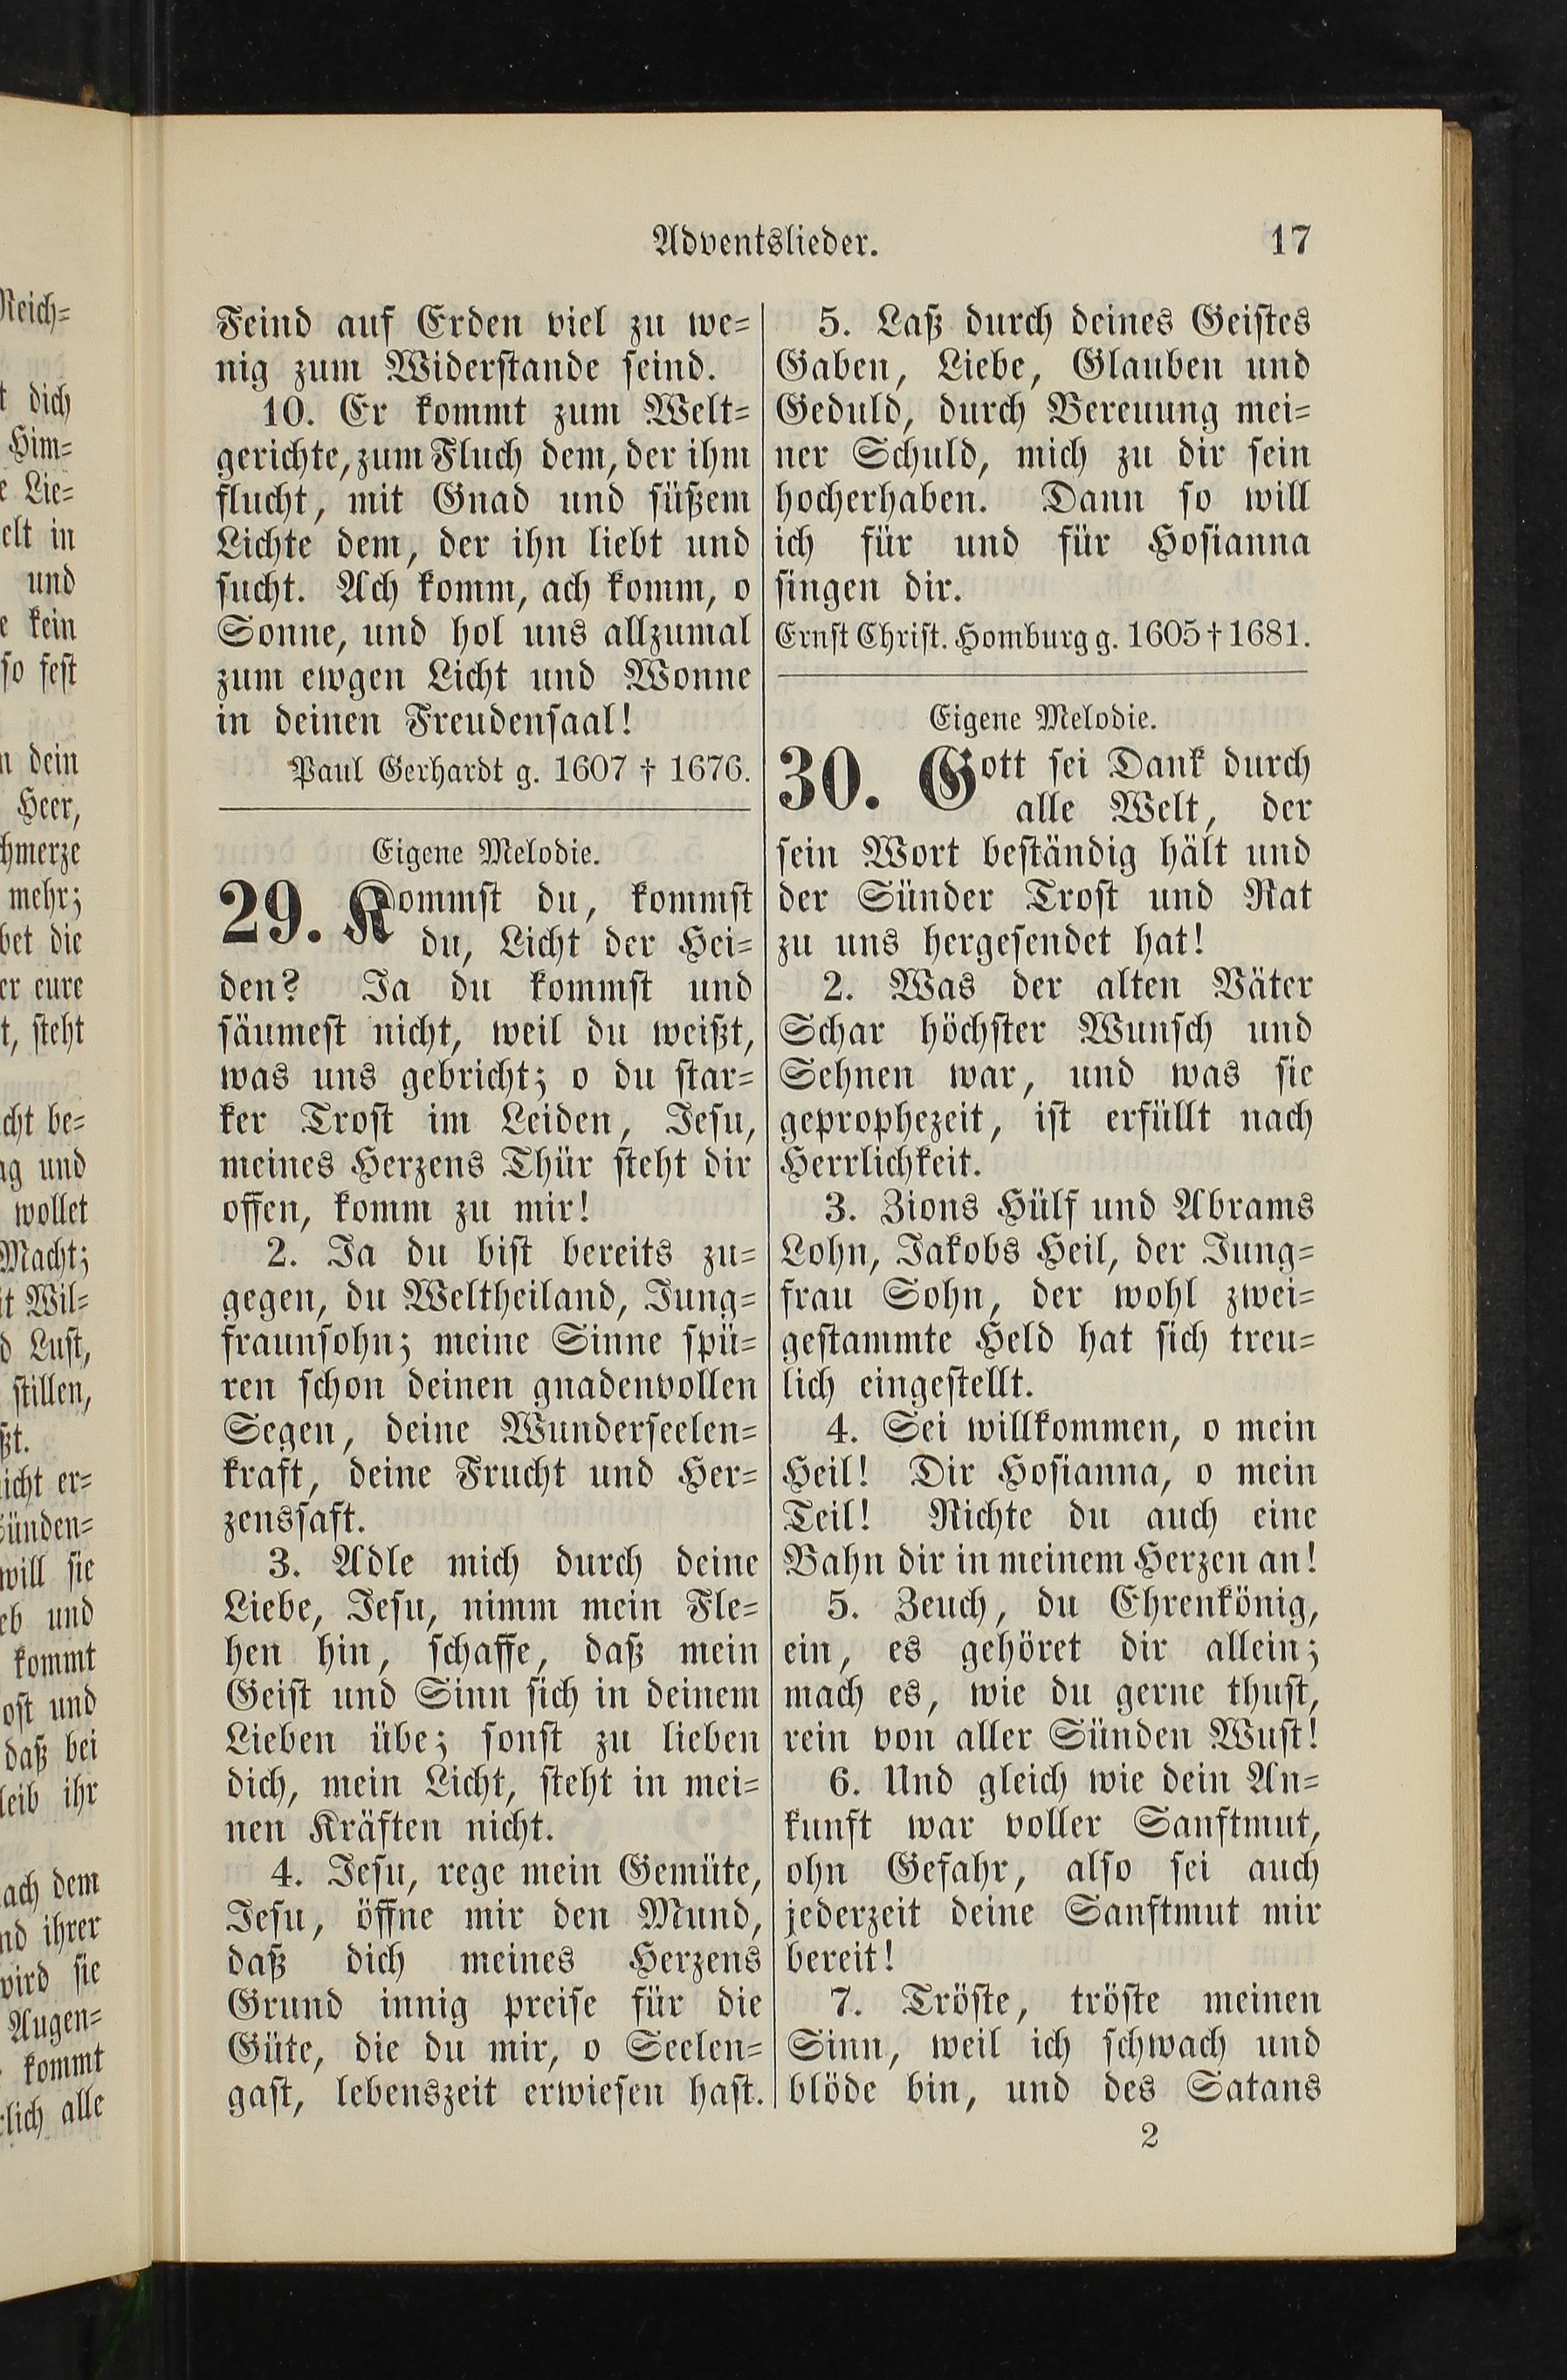 Adventslieder.
17
Feind auf Erden viel zu we-
nig zum Widerstande seind.
10. Er kommt zum Welt-
gerichte, zum Fluch dem, der ihm
flucht, mit Gnad und süßem
Lichte dem, der ihn liebt und
sucht. Ach komm, ach komm, o
Sonne, und hol uns allzumal
zum ewgen Licht und Wonne
in deinen Freudensaal!
Paul Gerhardt g. 1607 † 1676.
Eigene Melodie.
29. Kommst du, kommst
du, Licht der Hei-
den? Ja du kommst und
säumest nicht, weil du weißt,
was uns gebricht; o du star-
ker Trost im Leiden, Jesu,
meines Herzens Thür steht dir
offen, komm zu mir!
2. Ja du bist bereits zu-
gegen, du Weltheiland, Jung-
fraunsohn; meine Sinne spü-
ren schon deinen gnadenvollen
Segen, deine Wunderseelen-
kraft, deine Frucht und Her-
zenssaft.
3. Adle mich durch deine
Liebe, Jesu, nimm mein Fle-
hen hin, schaffe, daß mein
Geist und Sinn sich in deinem
Lieben übe; sonst zu lieben
dich, mein Licht, steht in mei-
nen Kräften nicht.
4. Jesu, rege mein Gemüte,
Jesu, öffne mir den Mund,
daß dich meines Herzens
Grund innig preise für die
Güte, die du mir, o Seelen-
gast, lebenszeit erwiesen hast.
5. Laß durch deines Geistes
Gaben, Liebe, Glauben und
Geduld, durch Bereuung mei-
ner Schuld, mich zu dir sein
hocherhaben. Dann so will
ich für und für Hosianna
singen dir.
Ernst Christ. Homburg g. 1605 † 1681.
Eigene Melodie.
30. Gott sei Dank durch
alle Welt, der
sein Wort beständig hält und
der Sünder Trost und Rat
zu uns hergesendet hat!
2. Was der alten Väter
Schar höchster Wunsch und
Sehnen war, und was sie
geprophezeit, ist erfüllt nach
Herrlichkeit.
3. Zions Hülf und Abrams
Lohn, Jakobs Heil, der Jung-
frau Sohn, der wohl zwei-
gestammte Held hat sich treu-
lich eingestellt.
4. Sei willkommen, o mein
Heil! Dir Hosianna, o mein
Teil! Richte du auch eine
Bahn dir in meinem Herzen an!
5. Zeuch, du Ehrenkönig,
ein, es gehöret dir allein;
mach es, wie du gerne thust,
rein von aller Sünden Wust!
6. Und gleich wie dein An-
kunft war voller Sanftmut,
ohn Gefahr, also sei auch
jederzeit deine Sanftmut mir
bereit!
7. Tröste, tröste meinen
Sinn, weil ich schwach und
blöde bin, und des Satans
2